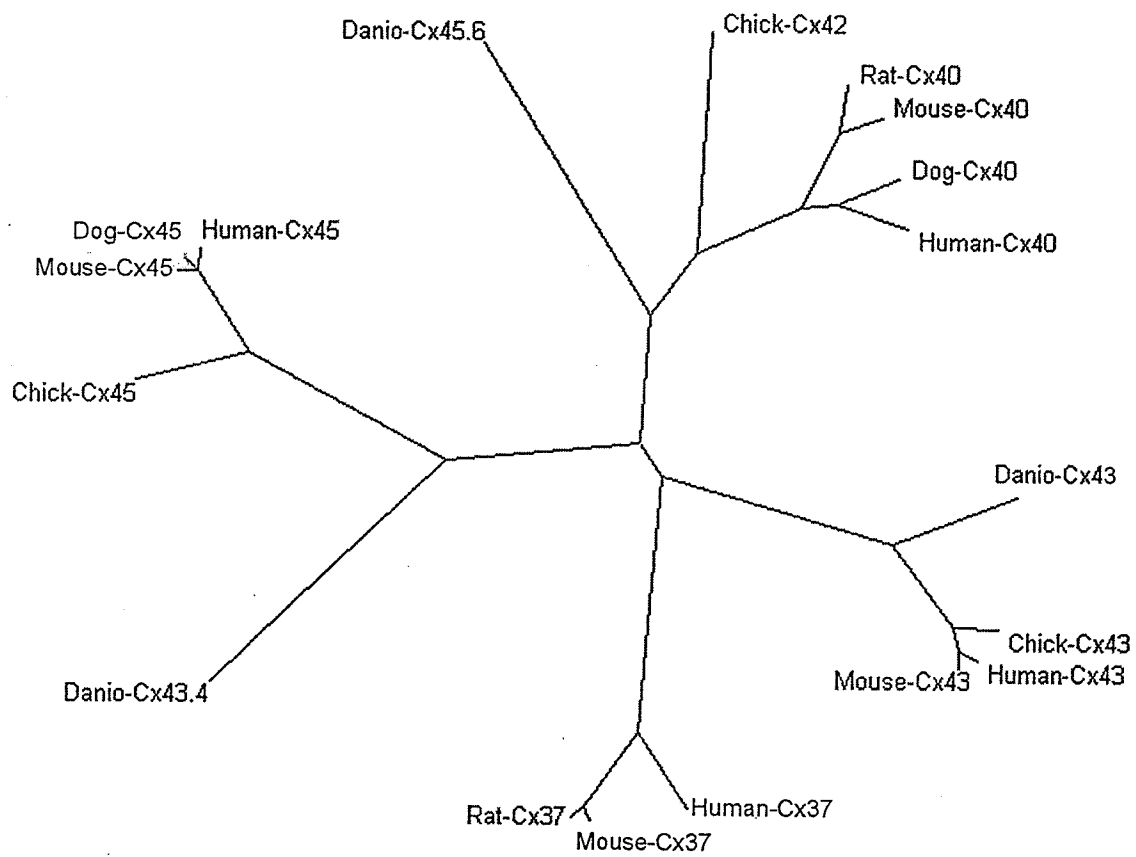 Danio-Cx45.6
Chick-Cx42
Rat-Cx40
Mouse-Cx40
Dog-Cx40
Human-Cx40
Dog-Cx45
Human-Cx45
Mouse-Cx45
Chick-Cx45
Danio-Cx43
Chick-Cx43
Human-Cx43
Mouse-Cx43
Danio-Cx43.4
Rat-Cx37
Human-Cx37
Mouse-Cx37